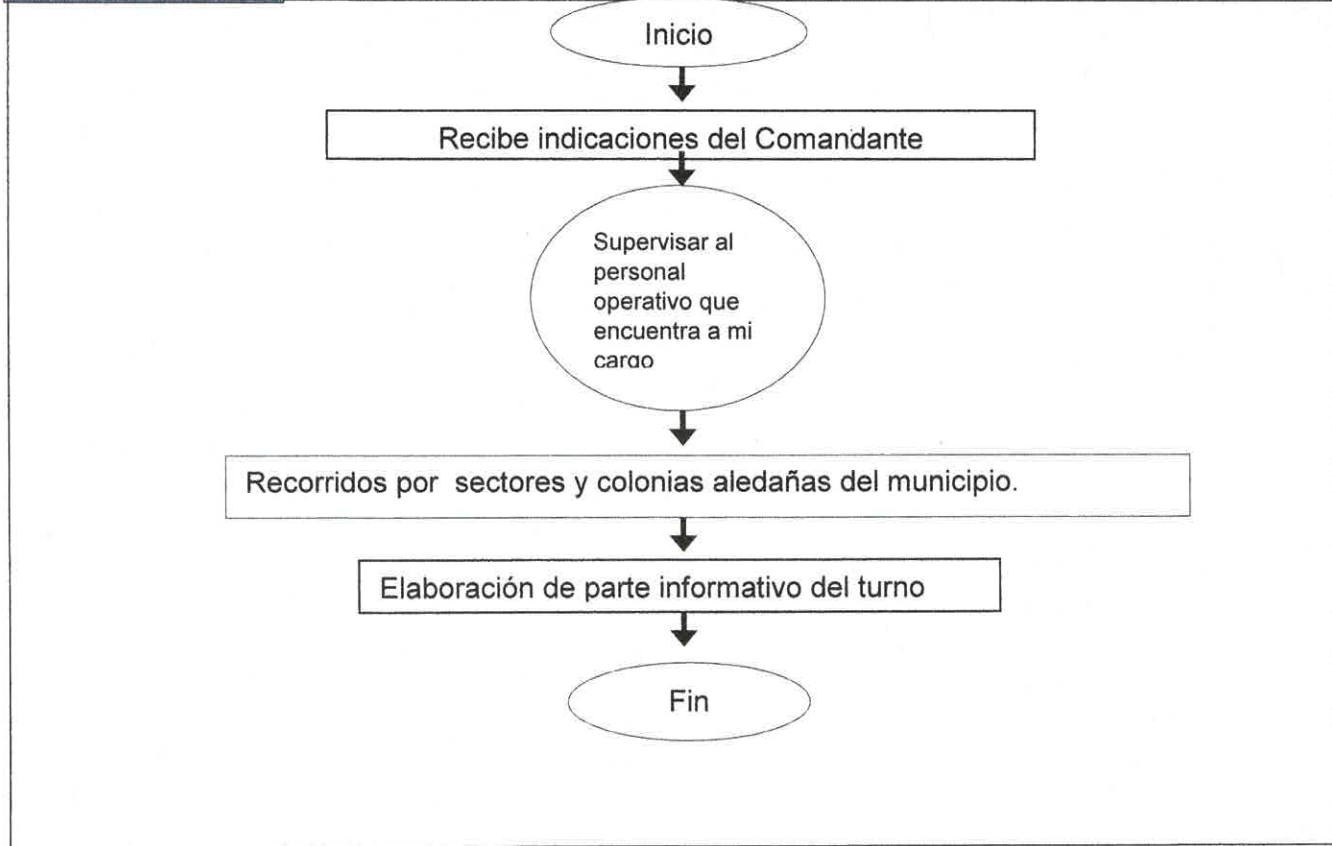 Inicio
Recibe indicaciones del Comandante
Supervisar al
personal
operativo que
encuentra a mi
cargo
Recorridos por sectores y colonias aledañas del municipio.
Elaboración de parte informativo del turno
Fin